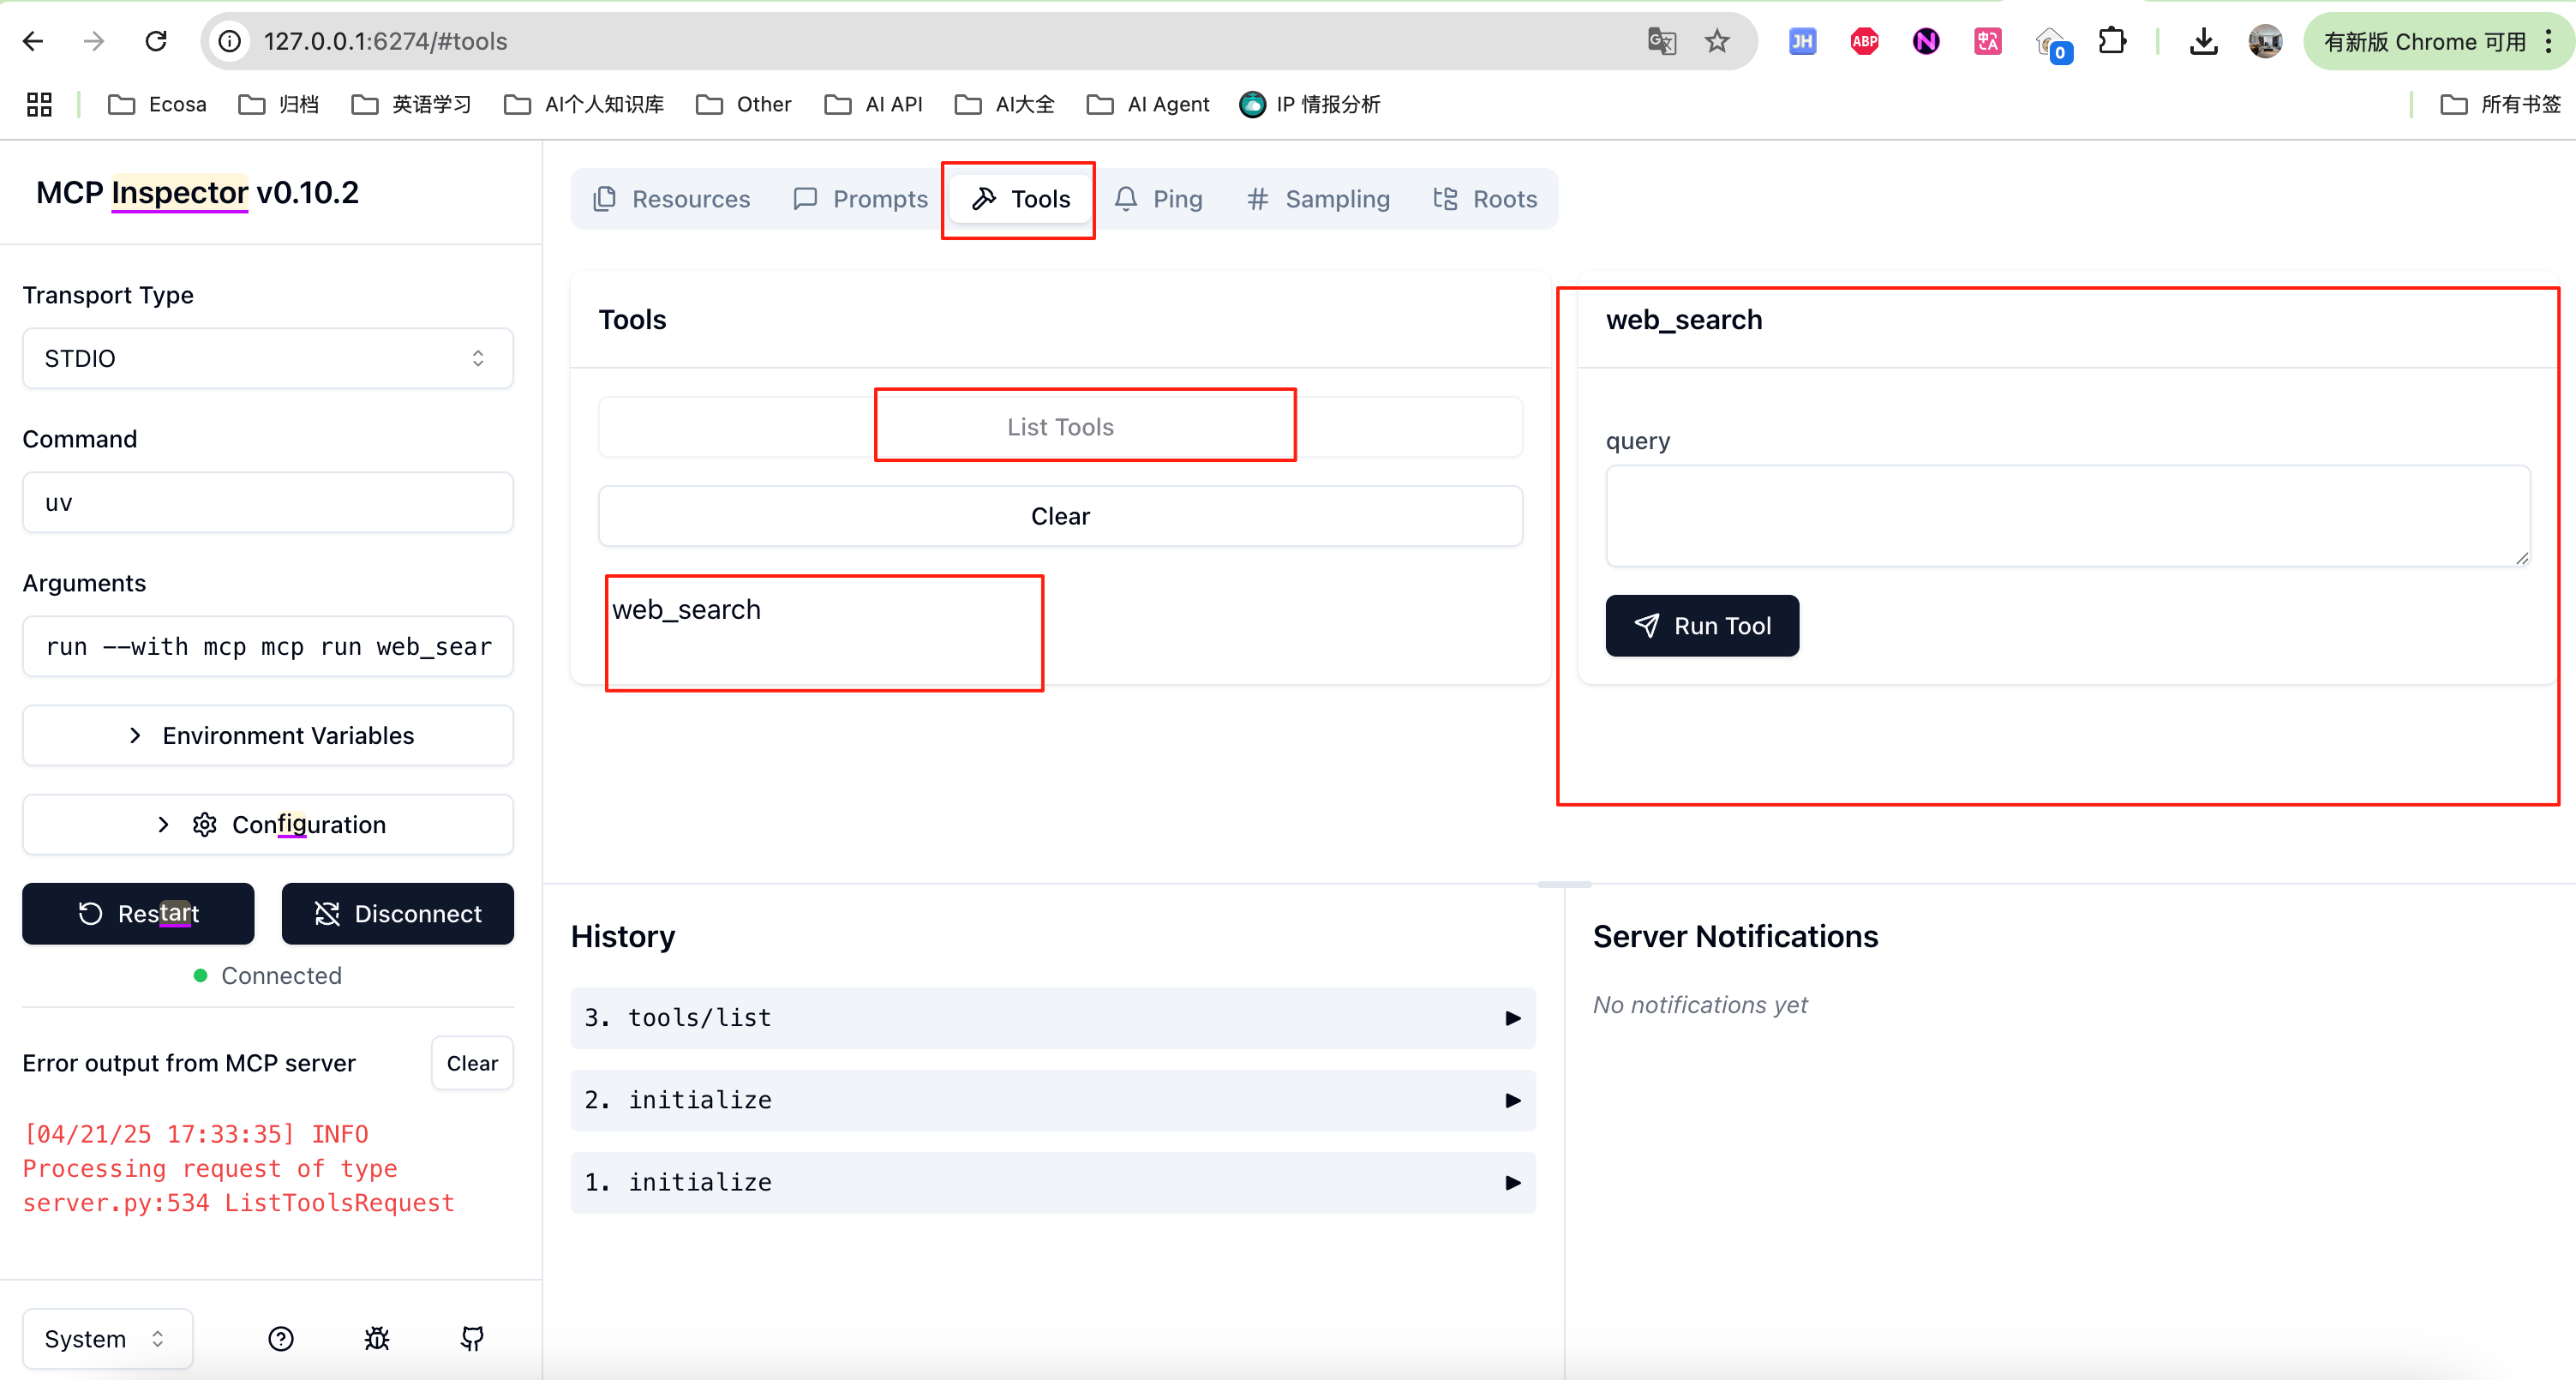 127.0.0.1:6274/#tools
JH
ABP
N
中A
0
有新版 Chrome 可用
Ecosa
归档
英语学习
AI个人知识库
Other
AI API
AI大全
AI Agent
IP 情报分析
所有书签
MCP Inspector v0.10.2
Transport Type
STDIO
Command
uv
Arguments
run --with mcp mcp run web_sear
Environment Variables
Configuration
Restart
Disconnect
Connected
Error output from MCP server
Clear
[04/21/25 17:33:35] INFO
Processing request of type
server.py:534 ListToolsRequest
System
Resources
Prompts
Tools
Ping
Sampling
Roots
Tools
List Tools
Clear
web_search
web_search
query
Run Tool
History
3. tools/list
2. initialize
1. initialize
Server Notifications
No notifications yet